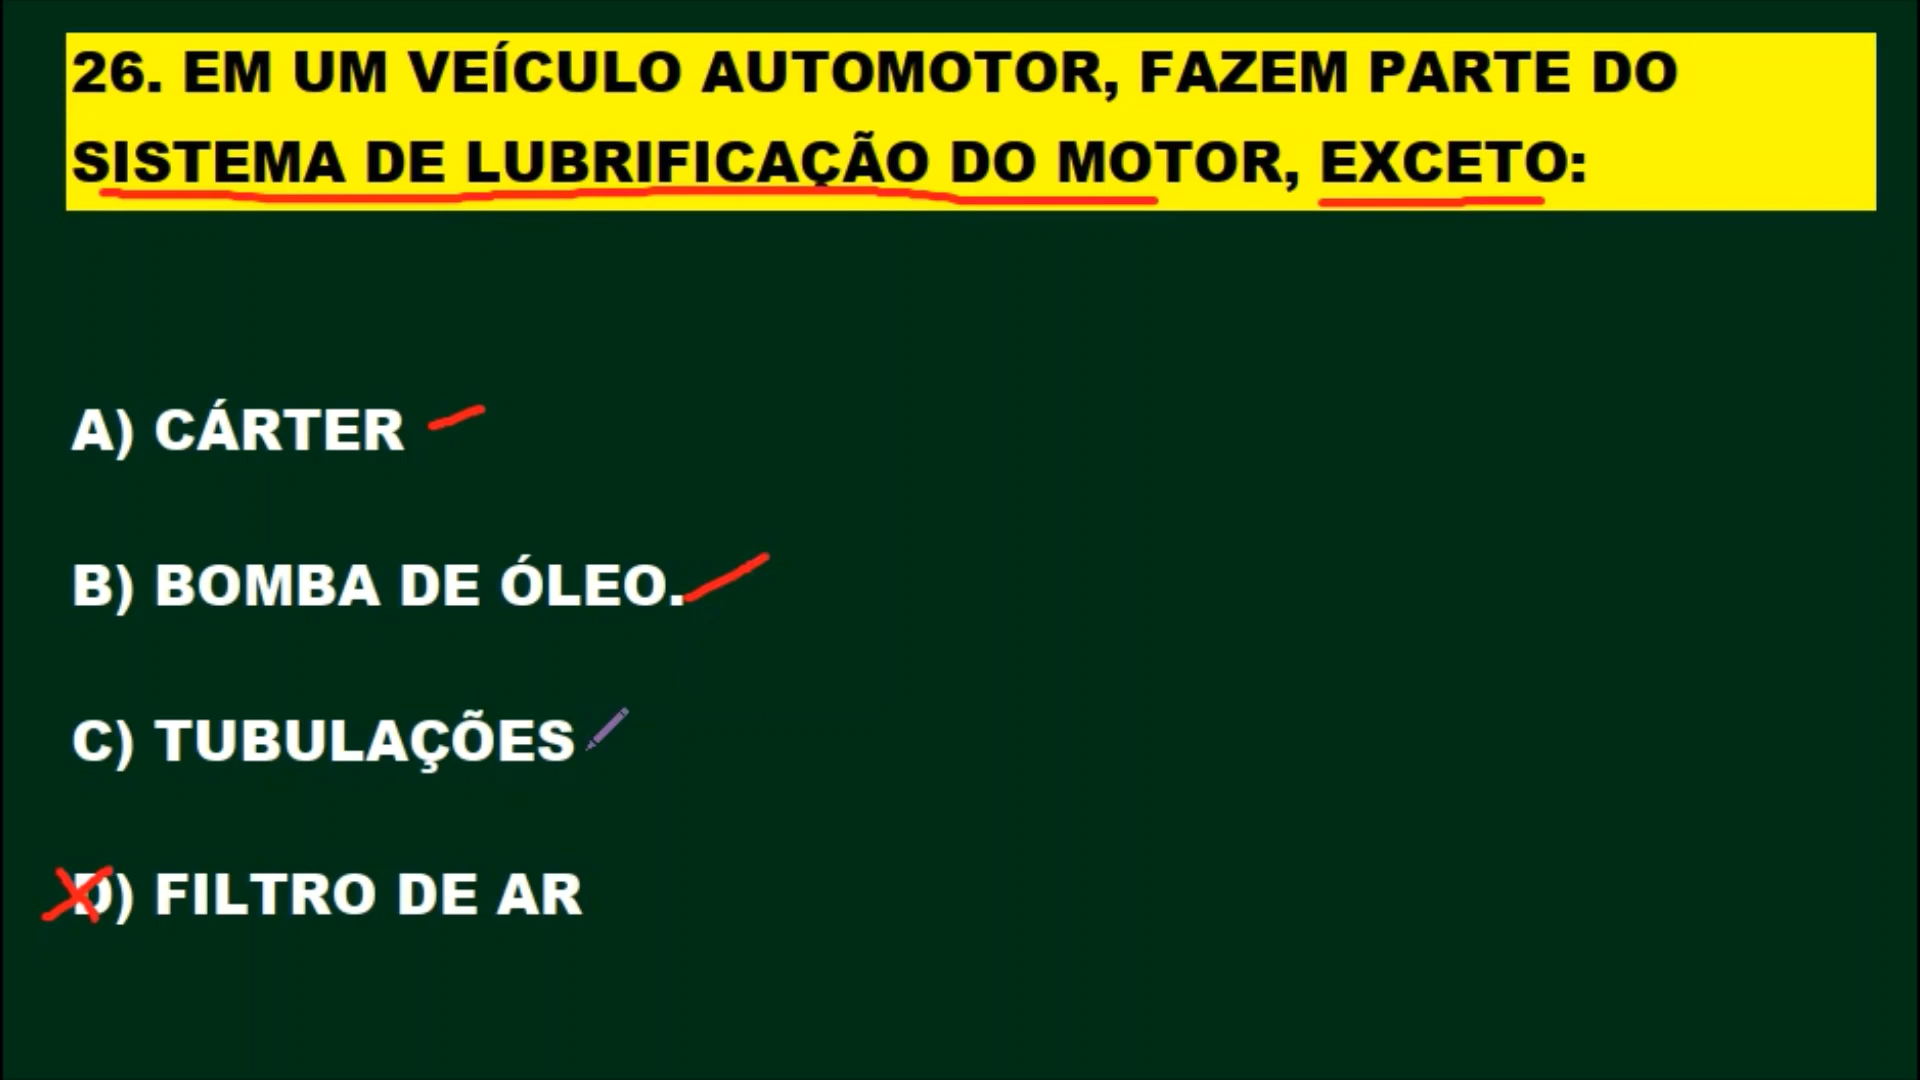 26. EM UM VEÍCULO AUTOMOTOR, FAZEM PARTE DO
SISTEMA DE LUBRIFICAÇÃO DO MOTOR, EXCETO:
A) CÁRTER
B) BOMBA DE ÓLEO.
C) TUBULAÇÕES
D) FILTRO DE AR